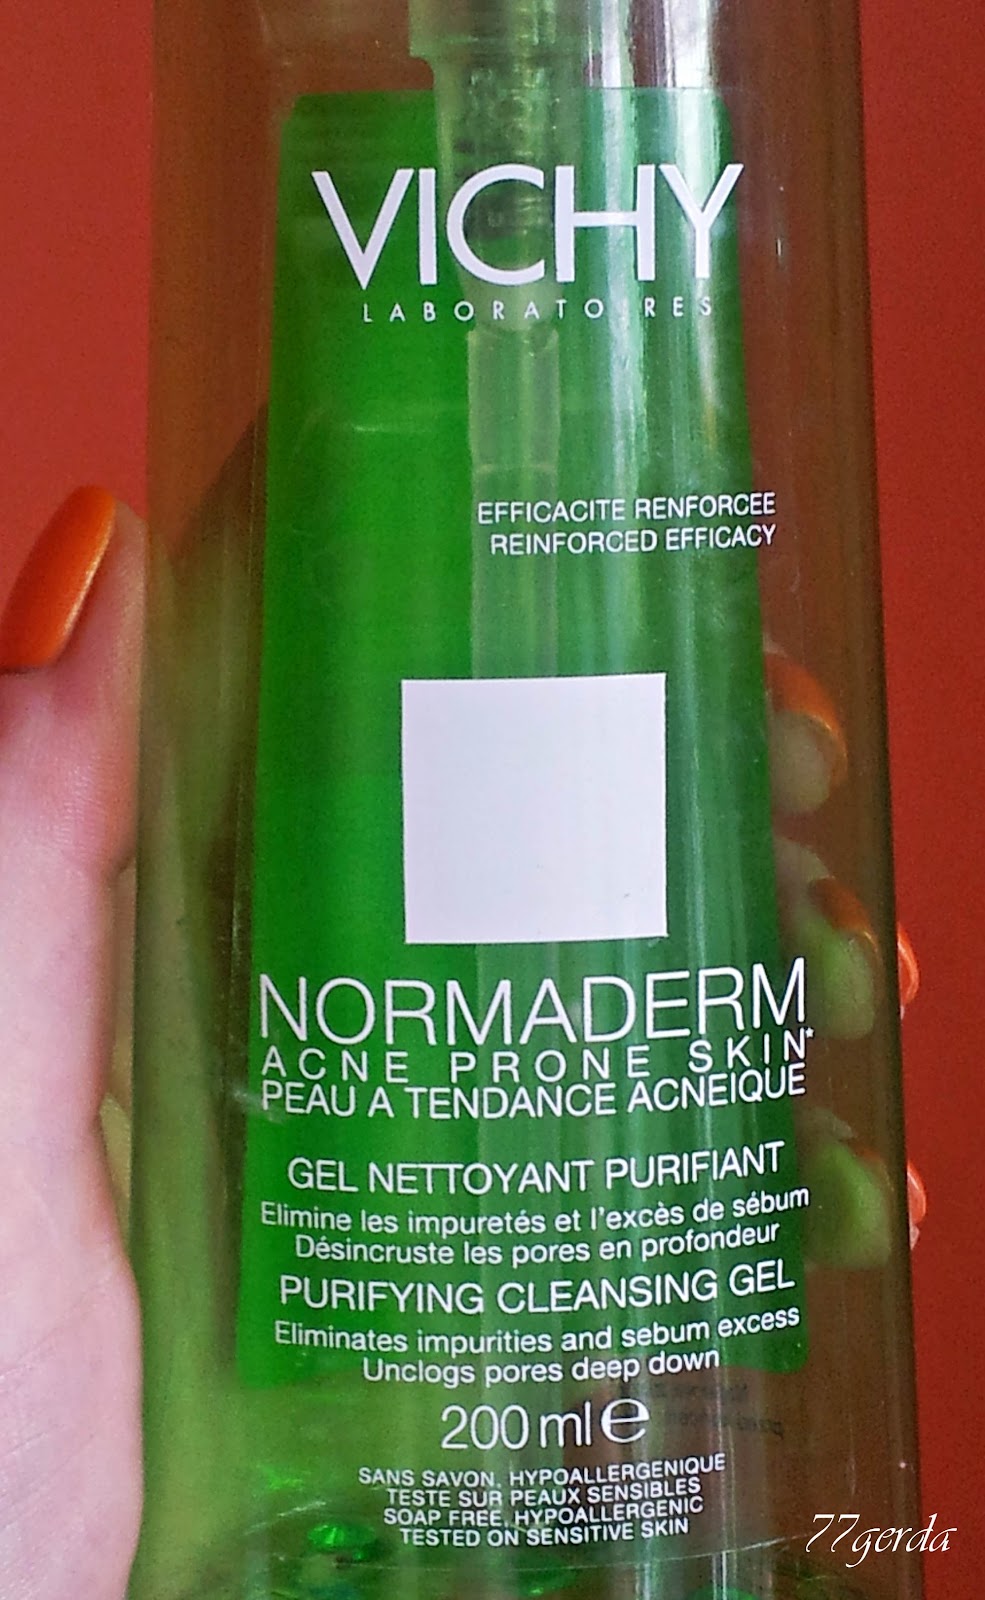 VICHY
LABORATOIRES
EFFICACITE RENFORCEE
REINFORCED EFFICACY
NORMADERM
ACNE PRONE SKIN*
PEAU A TENDANCE ACNEIQUE
GEL NETTOYANT PURIFIANT
Elimine les impuretés et l'excès de sébum
Désincruste les pores en profondeur
PURIFYING CLEANSING GEL
Eliminates impurities and sebum excess
Unclogs pores deep down
200 ml e
SANS SAVON. HYPOALLERGENIQUE
TESTE SUR PEAUX SENSIBLES
SOAP FREE. HYPOALLERGENIC
TESTED ON SENSITIVE SKIN
77gerda